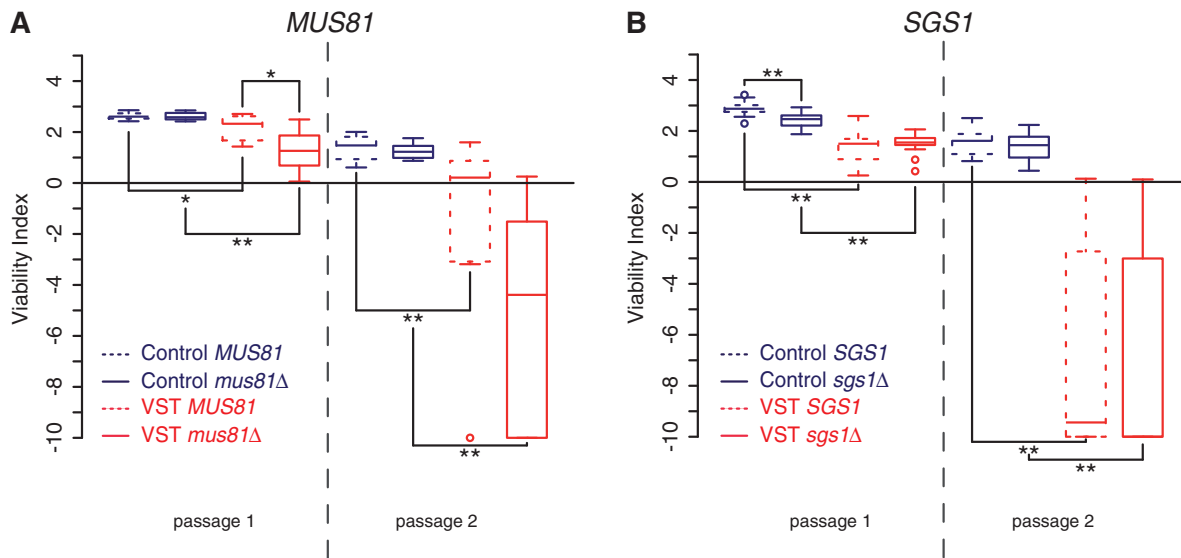 A
MUS81
Viability Index
4
2
0
-2
-4
-6
-8
-10
*
*
**
**
**
Control MUS81
Control mus81Δ
VST MUS81
VST mus81Δ
passage 1
passage 2
B
SGS1
Viability Index
4
2
0
-2
-4
-6
-8
-10
**
**
**
**
**
Control SGS1
Control sgs1Δ
VST SGS1
VST sgs1Δ
passage 1
passage 2